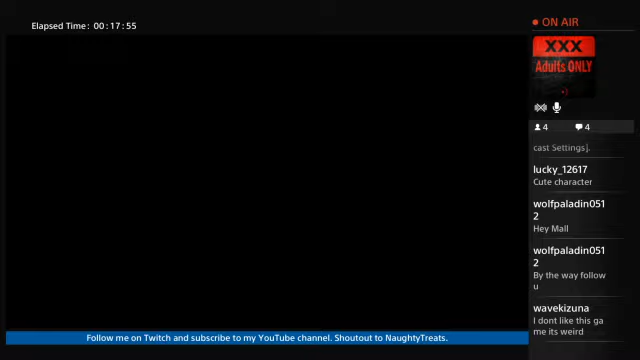 Elapsed Time: 00:17:55
ON AIR
XXX
Adults ONLY
4 4
cast Settings].
lucky_12617
Cute character
wolfpaladin051
2
Hey Mall
wolfpaladin051
2
By the way follow
u
wavekizuna
I dont like this ga
me its weird
Follow me on Twitch and subscribe to my YouTube channel. Shoutout to NaughtyTreats.